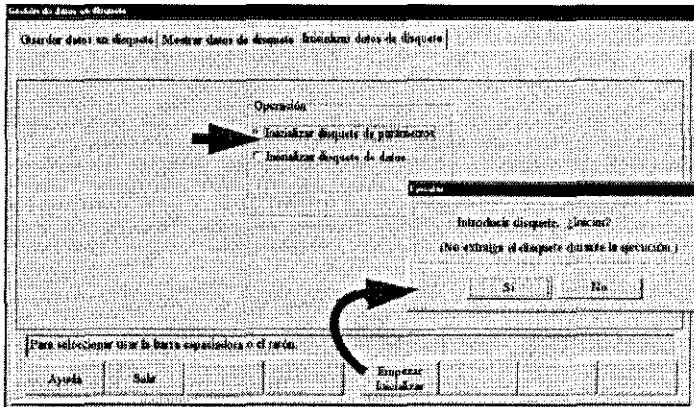 Gestión de datos en disquete
Guardar datos en disquete Mostrar datos de disquete Inicializar datos de disquete
Operación
Inicializar disquete de parámetros
Inicializar disquete de datos
Ejecutar
Introducir disquete. ¿Iniciar?
(No extraiga el disquete durante la ejecución.)
Sí No
Para seleccionar usar la barra espaciadora o el ratón.
Ayuda Salir Empezar
Inicializar